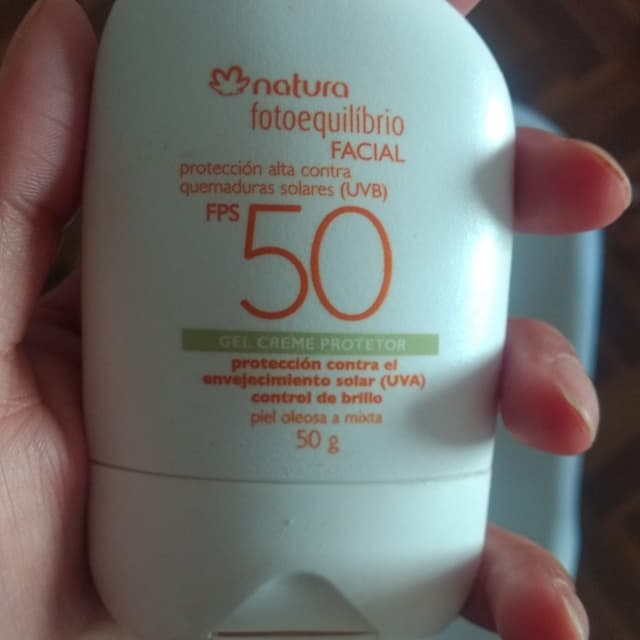 natura
fotoequilíbrio
FACIAL
protección alta contra
quemaduras solares (UVB)
FPS 50
GEL CREME PROTETOR
protección contra el
envejecimiento solar (UVA)
control de brillo
piel oleosa a mixta
50 g